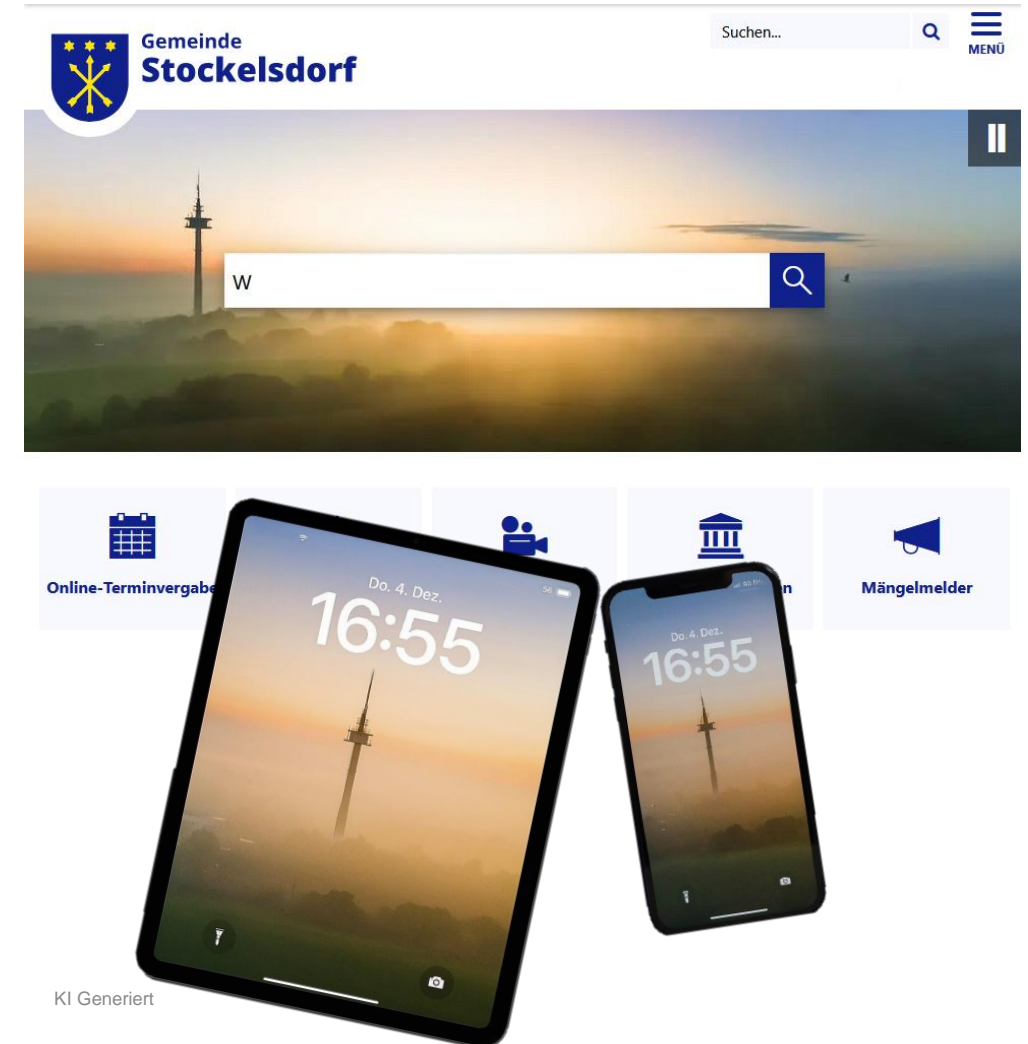 Gemeinde
Stockelsdorf
Suchen...
MENÜ
W
Online-Terminvergabe
Mängelmelder
Do. 4. Dez.
16:55
Do. 4. Dez.
16:55
KI Generiert